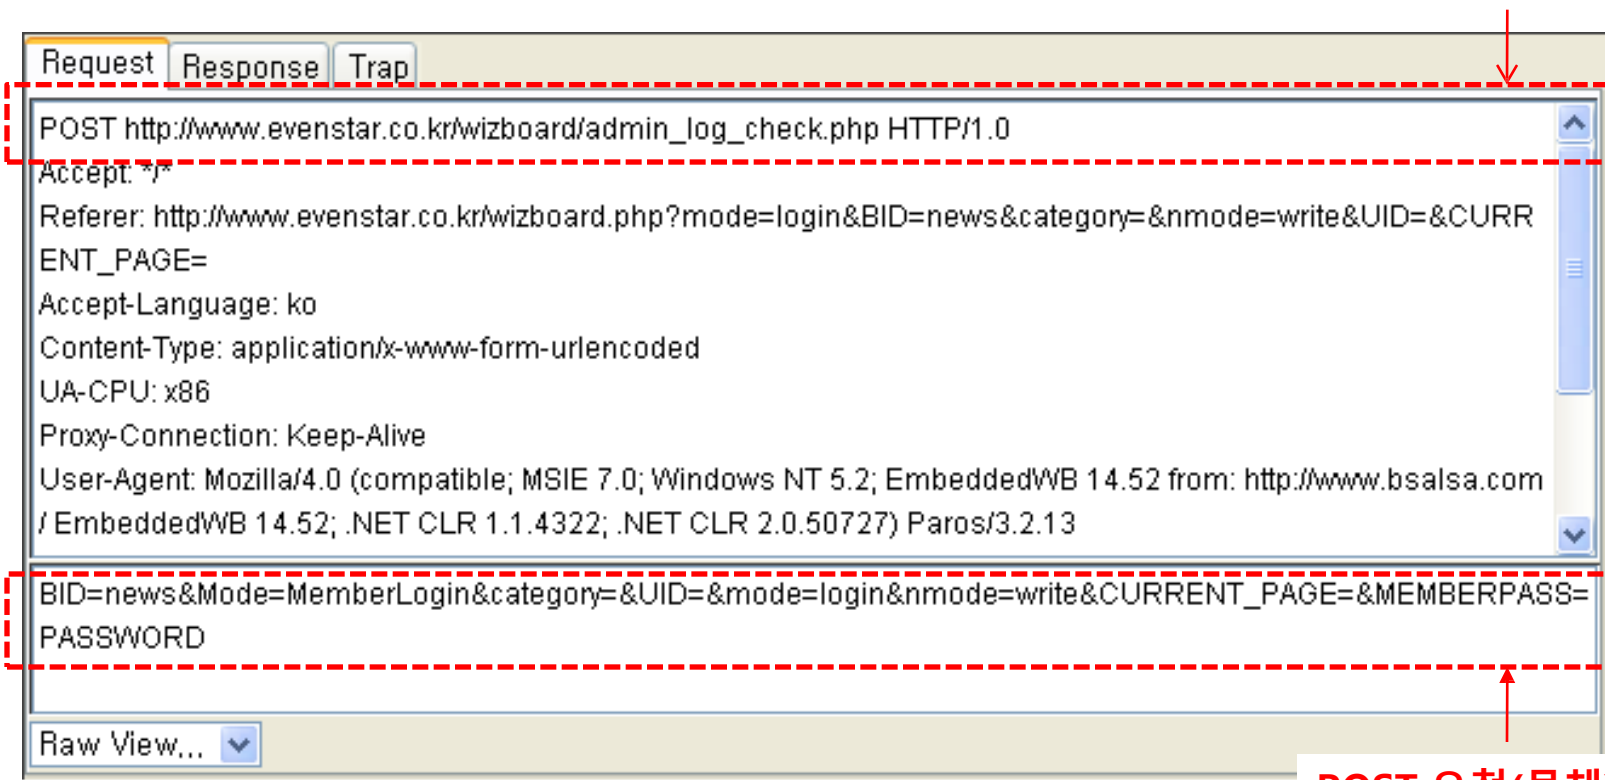 Request Response Trap
POST http://www.evenstar.co.kr/wizboard/admin_log_check.php HTTP/1.0
Accept: */*
Referer: http://www.evenstar.co.kr/wizboard.php?mode=login&BID=news&category=&nmode=write&UID=&CURR
ENT_PAGE=
Accept-Language: ko
Content-Type: application/x-www-form-urlencoded
UA-CPU: x86
Proxy-Connection: Keep-Alive
User-Agent: Mozilla/4.0 (compatible; MSIE 7.0; Windows NT 5.2; EmbeddedWB 14.52 from: http://www.bsalsa.com
/ EmbeddedWB 14.52; .NET CLR 1.1.4322; .NET CLR 2.0.50727) Paros/3.2.13
BID=news&Mode=MemberLogin&category=&UID=&mode=login&nmode=write&CURRENT_PAGE=&MEMBERPASS=
PASSWORD
Raw View...
POST